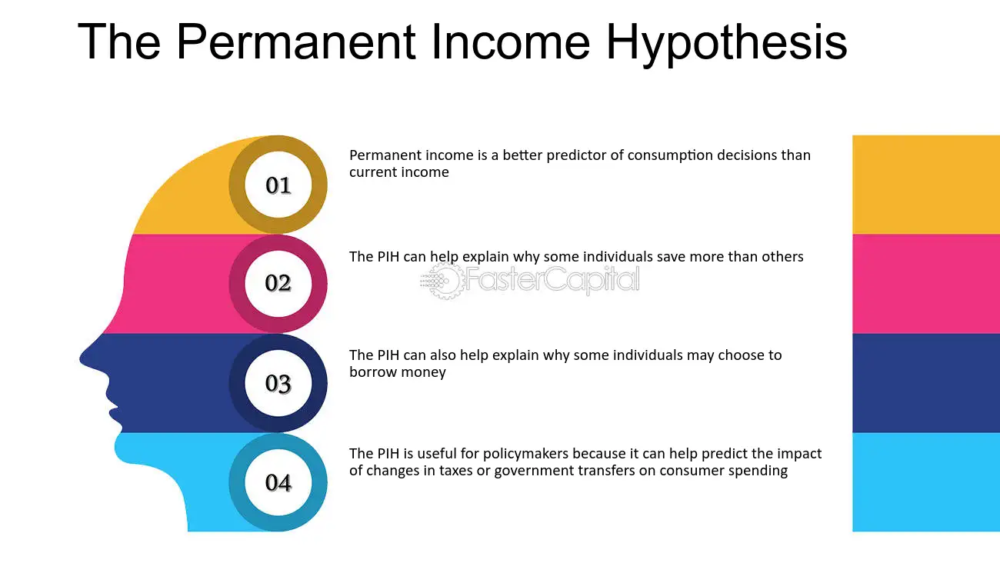 The Permanent Income Hypothesis
01
Permanent income is a better predictor of consumption decisions than
current income
02
The PIH can help explain why some individuals save more than others
FasterCapital
03
The PIH can also help explain why some individuals may choose to
borrow money
04
The PIH is useful for policymakers because it can help predict the impact
of changes in taxes or government transfers on consumer spending